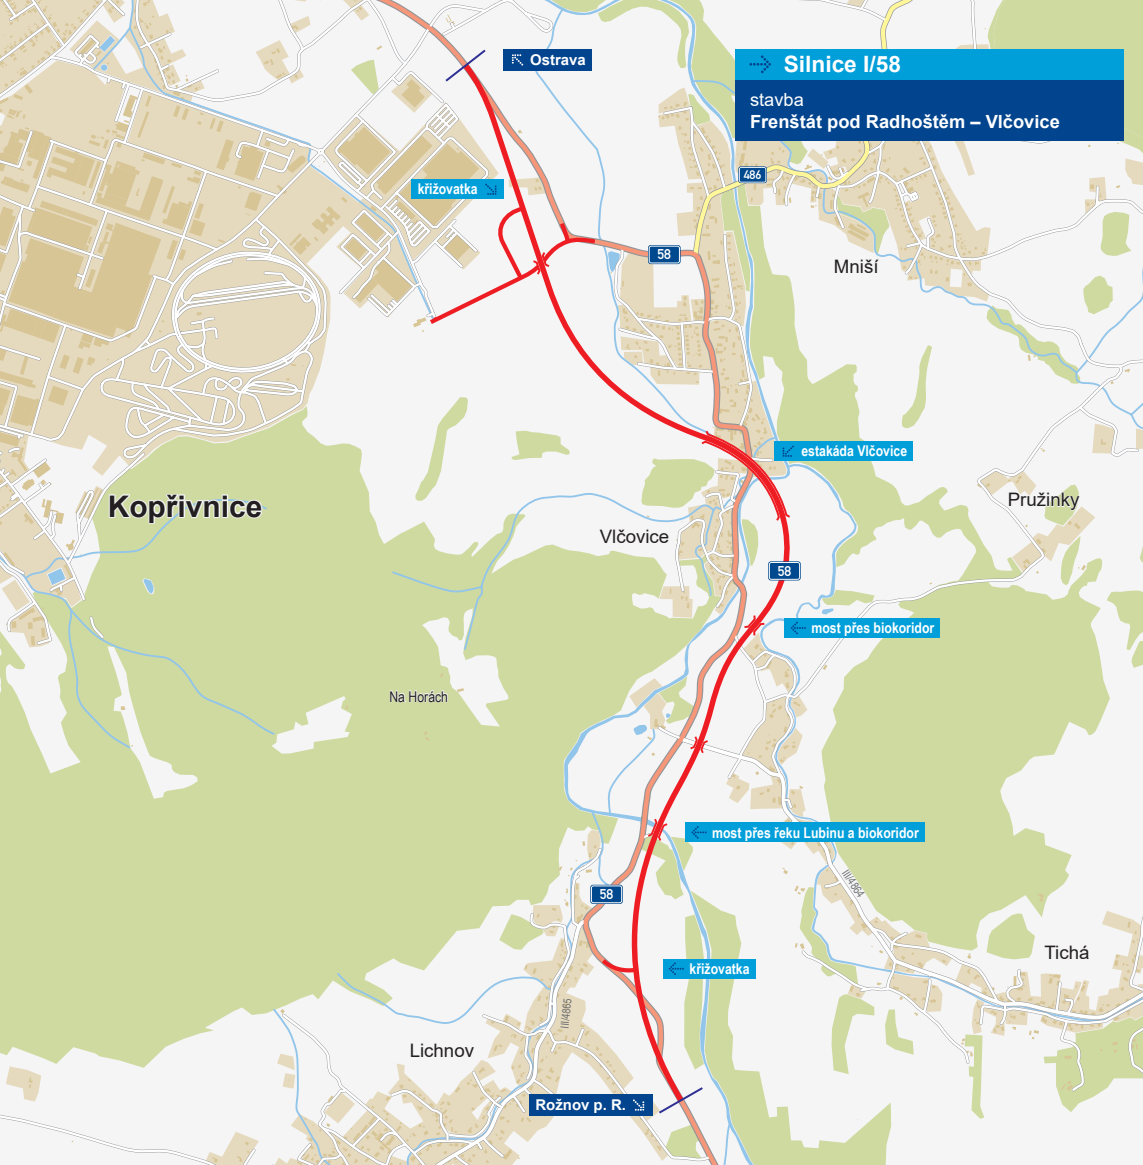 Ostrava
Silnice I/58
stavba
Frenštát pod Radhoštěm – Vlčovice
486
křižovatka
58
Mniší
estakáda Vlčovice
Kopřivnice
Pružinky
Vlčovice
58
most přes biokoridor
Na Horách
most přes řeku Lubinu a biokoridor
III/4864
58
Tichá
křižovatka
III/4865
Lichnov
Rožnov p. R.